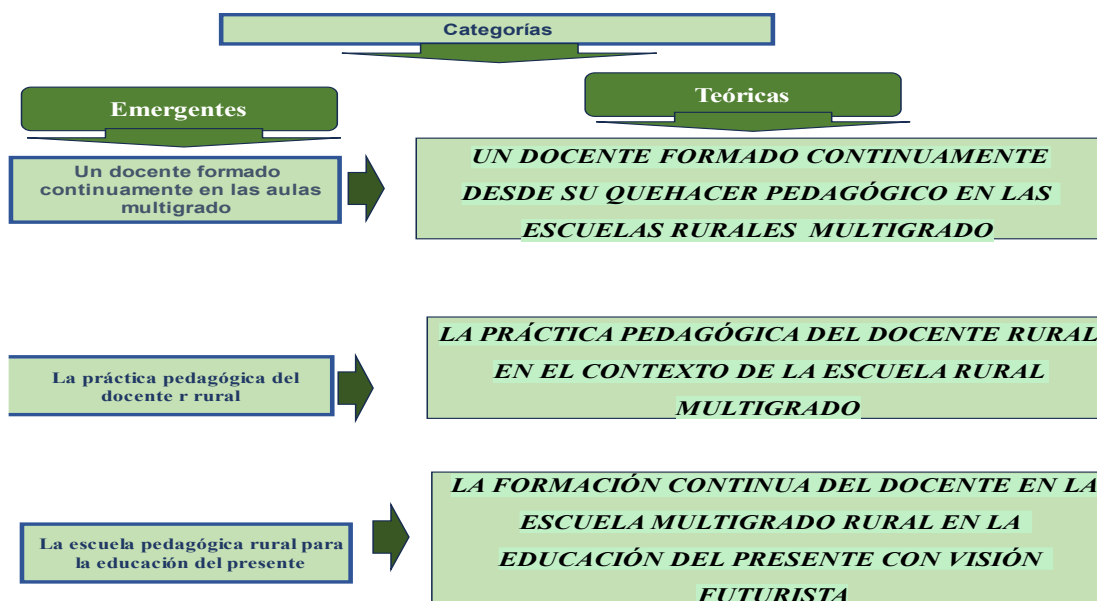 Categorías
Emergentes
Teóricas
Un docente formado
continuamente en las aulas
multigrado
UN DOCENTE FORMADO CONTINUAMENTE
DESDE SU QUEHACER PEDAGÓGICO EN LAS
ESCUELAS RURALES MULTIGRADO
La práctica pedagógica del
docente r rural
LA PRÁCTICA PEDAGÓGICA DEL DOCENTE RURAL
EN EL CONTEXTO DE LA ESCUELA RURAL
MULTIGRADO
La escuela pedagógica rural para
la educación del presente
LA FORMACIÓN CONTINUA DEL DOCENTE EN LA
ESCUELA MULTIGRADO RURAL EN LA
EDUCACIÓN DEL PRESENTE CON VISIÓN
FUTURISTA